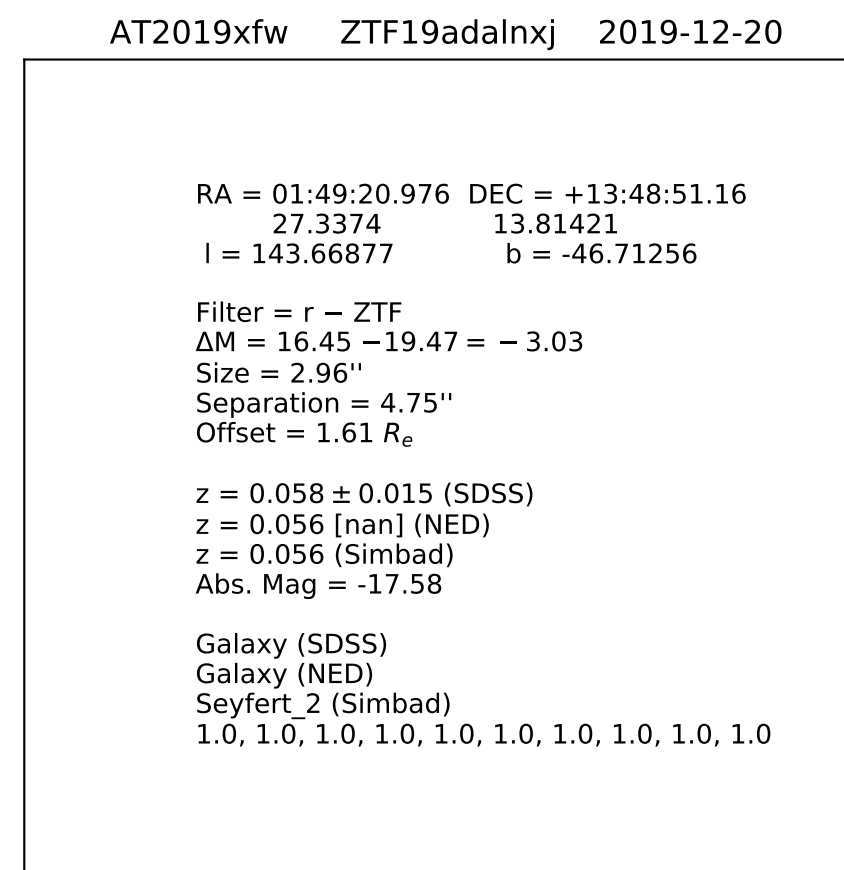 AT2019xfw ZTF19adalnxj 2019-12-20
RA = 01:49:20.976 DEC = +13:48:51.16
27.3374 13.81421
l = 143.66877 b = -46.71256
Filter = r − ZTF
ΔM = 16.45 −19.47 = − 3.03
Size = 2.96''
Separation = 4.75''
Offset = 1.61 Re
z = 0.058 ± 0.015 (SDSS)
z = 0.056 [nan] (NED)
z = 0.056 (Simbad)
Abs. Mag = -17.58
Galaxy (SDSS)
Galaxy (NED)
Seyfert_2 (Simbad)
1.0, 1.0, 1.0, 1.0, 1.0, 1.0, 1.0, 1.0, 1.0, 1.0